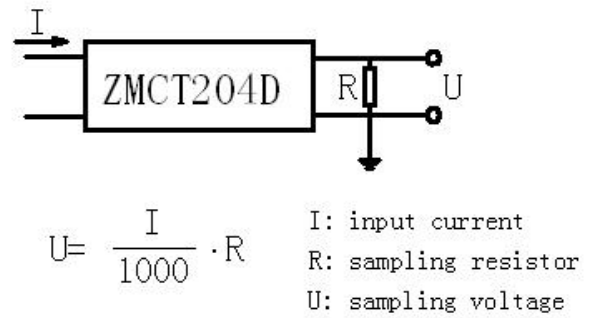 I
ZMCT204D
R
U
U= I/1000 ·R
I: input current
R: sampling resistor
U: sampling voltage